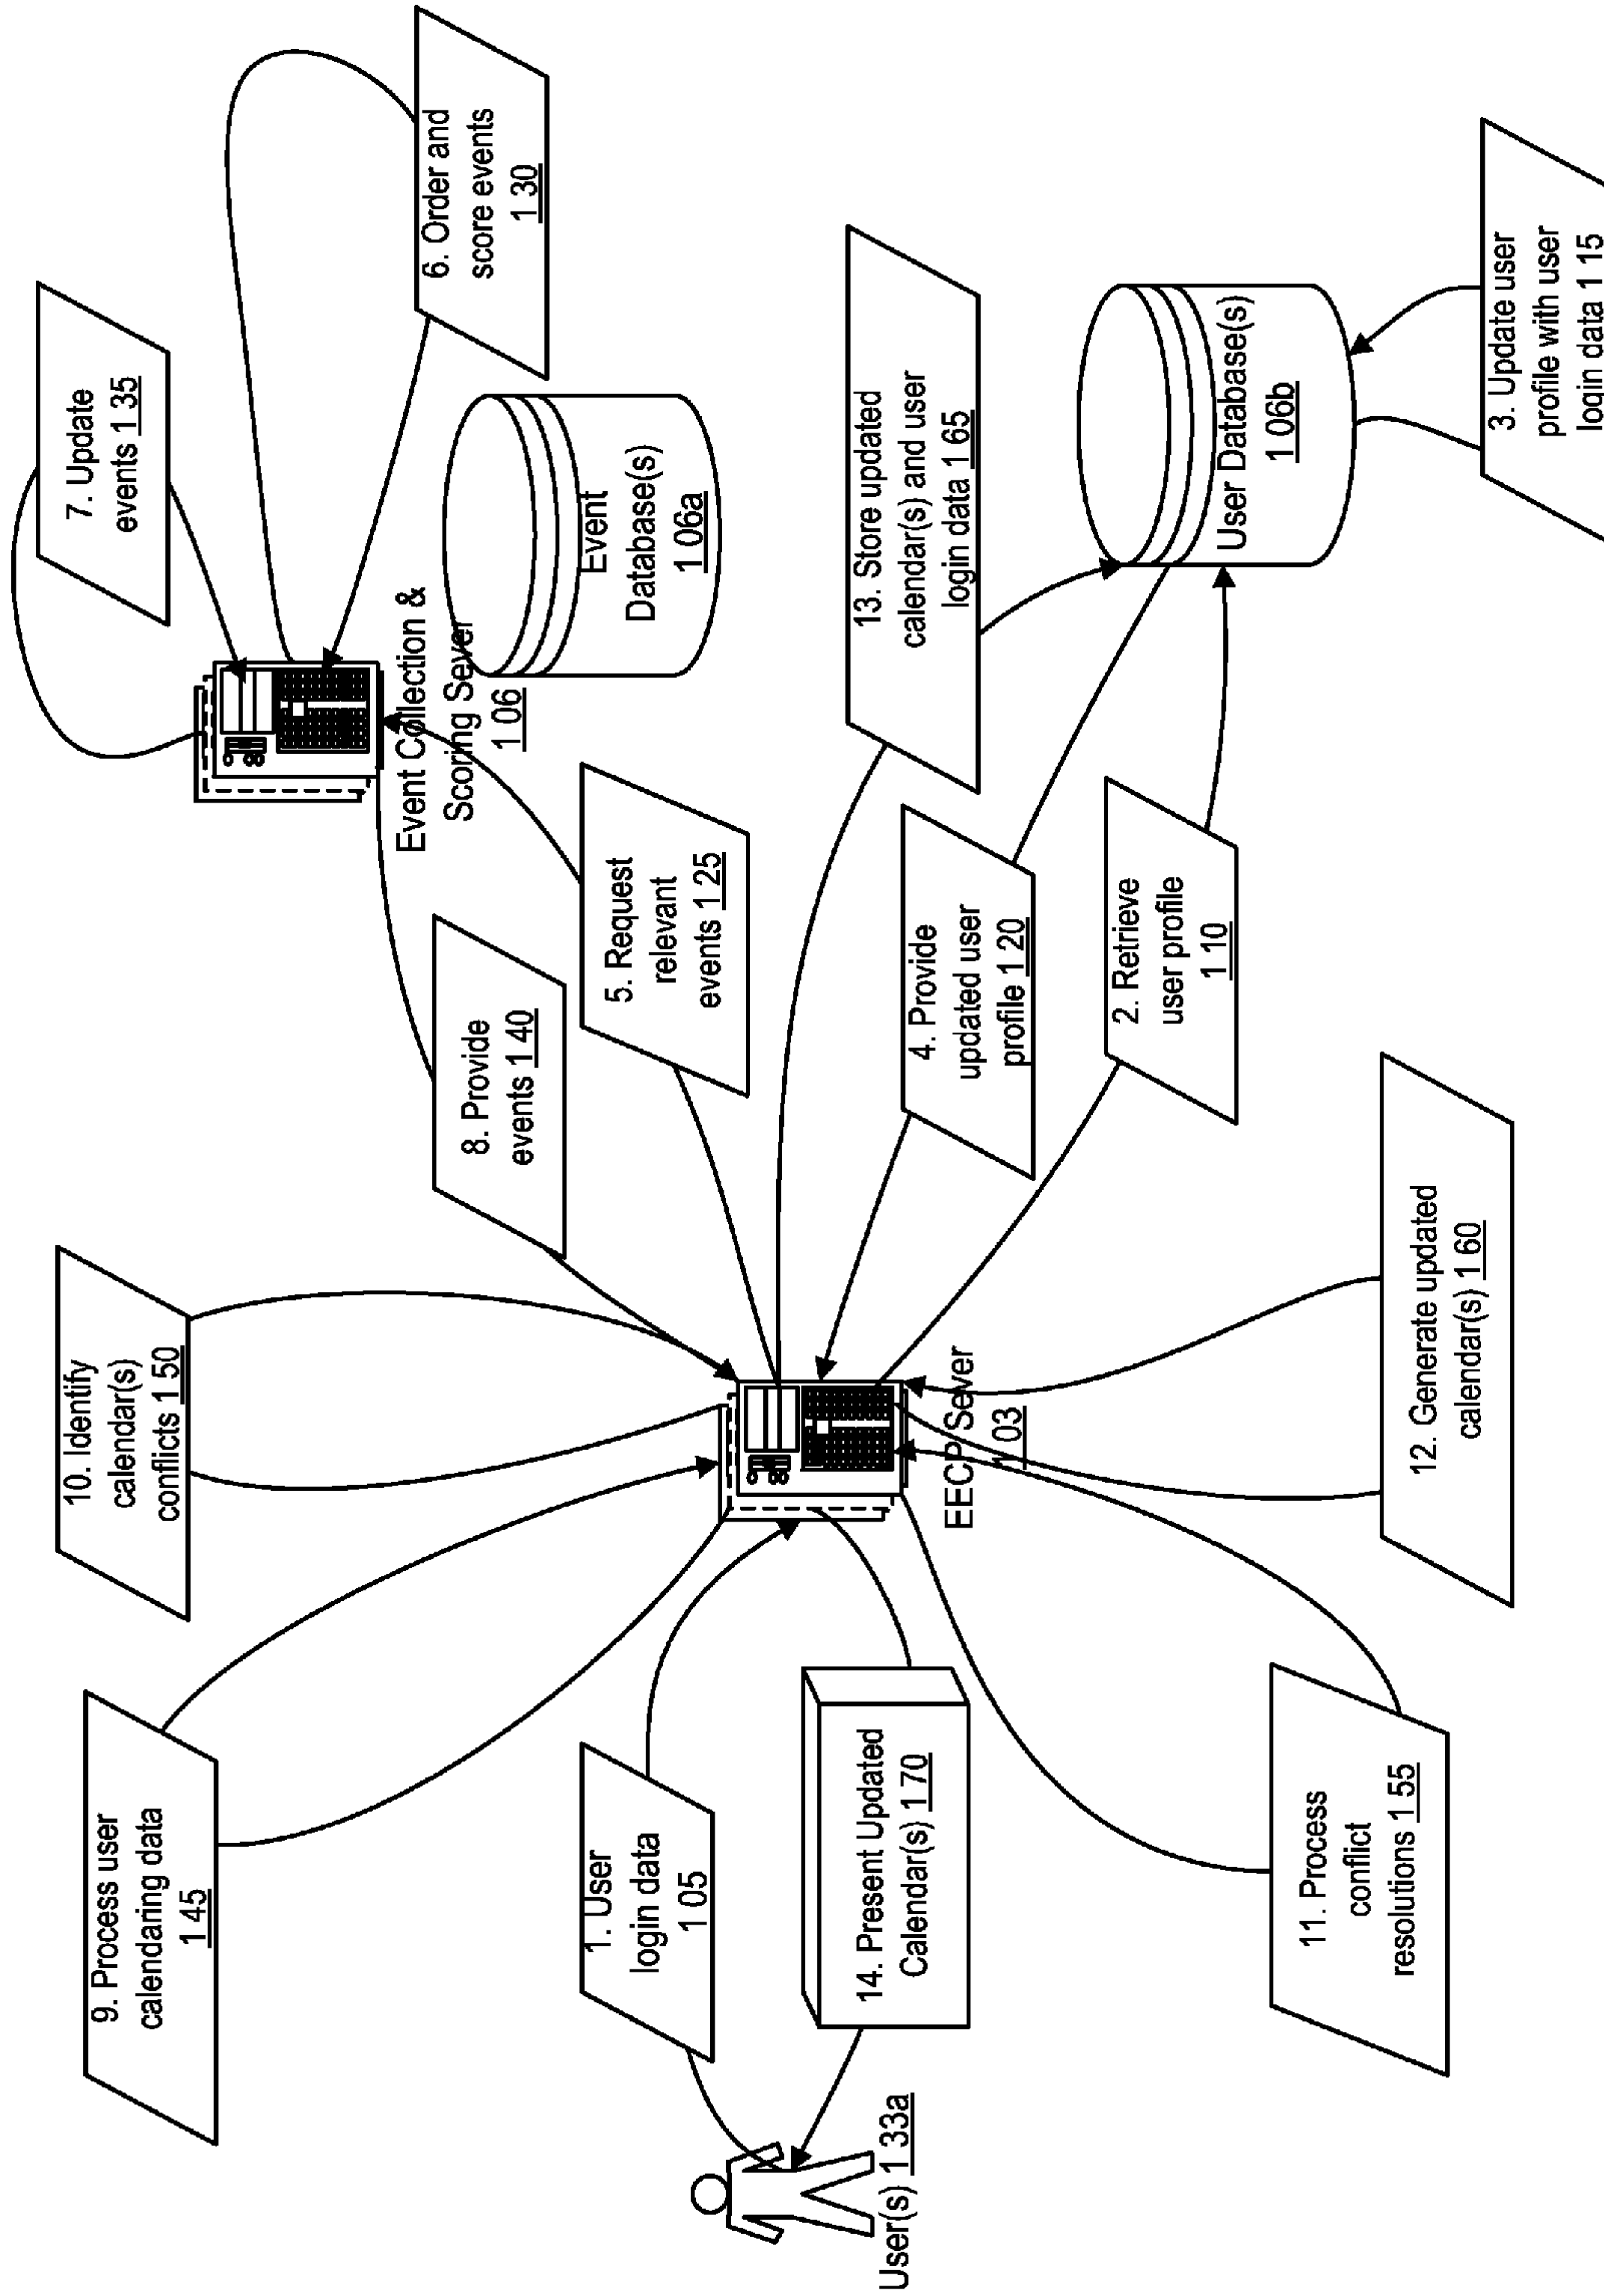 9. Process user
calendaring data
1 45
10. Identify
calendar(s)
conflicts 1 50
7. Update
events 1 35
6. Order and
score events
1 30
8. Provide
events 1 40
Event Collection &
Scoring Sever
1 06
Event
Database(s)
1 06a
5. Request
relevant
events 1 25
1. User
login data
1 05
13. Store updated
calendar(s) and user
login data 1 65
User(s) 1 33a
14. Present Updated
Calendar(s) 1 70
EECP Sever
1 03
4. Provide
updated user
profile 1 20
2. Retrieve
user profile
1 10
User Database(s)
1 06b
11. Process
conflict
resolutions 1 55
12. Generate updated
calendar(s) 1 60
3. Update user
profile with user
login data 1 15